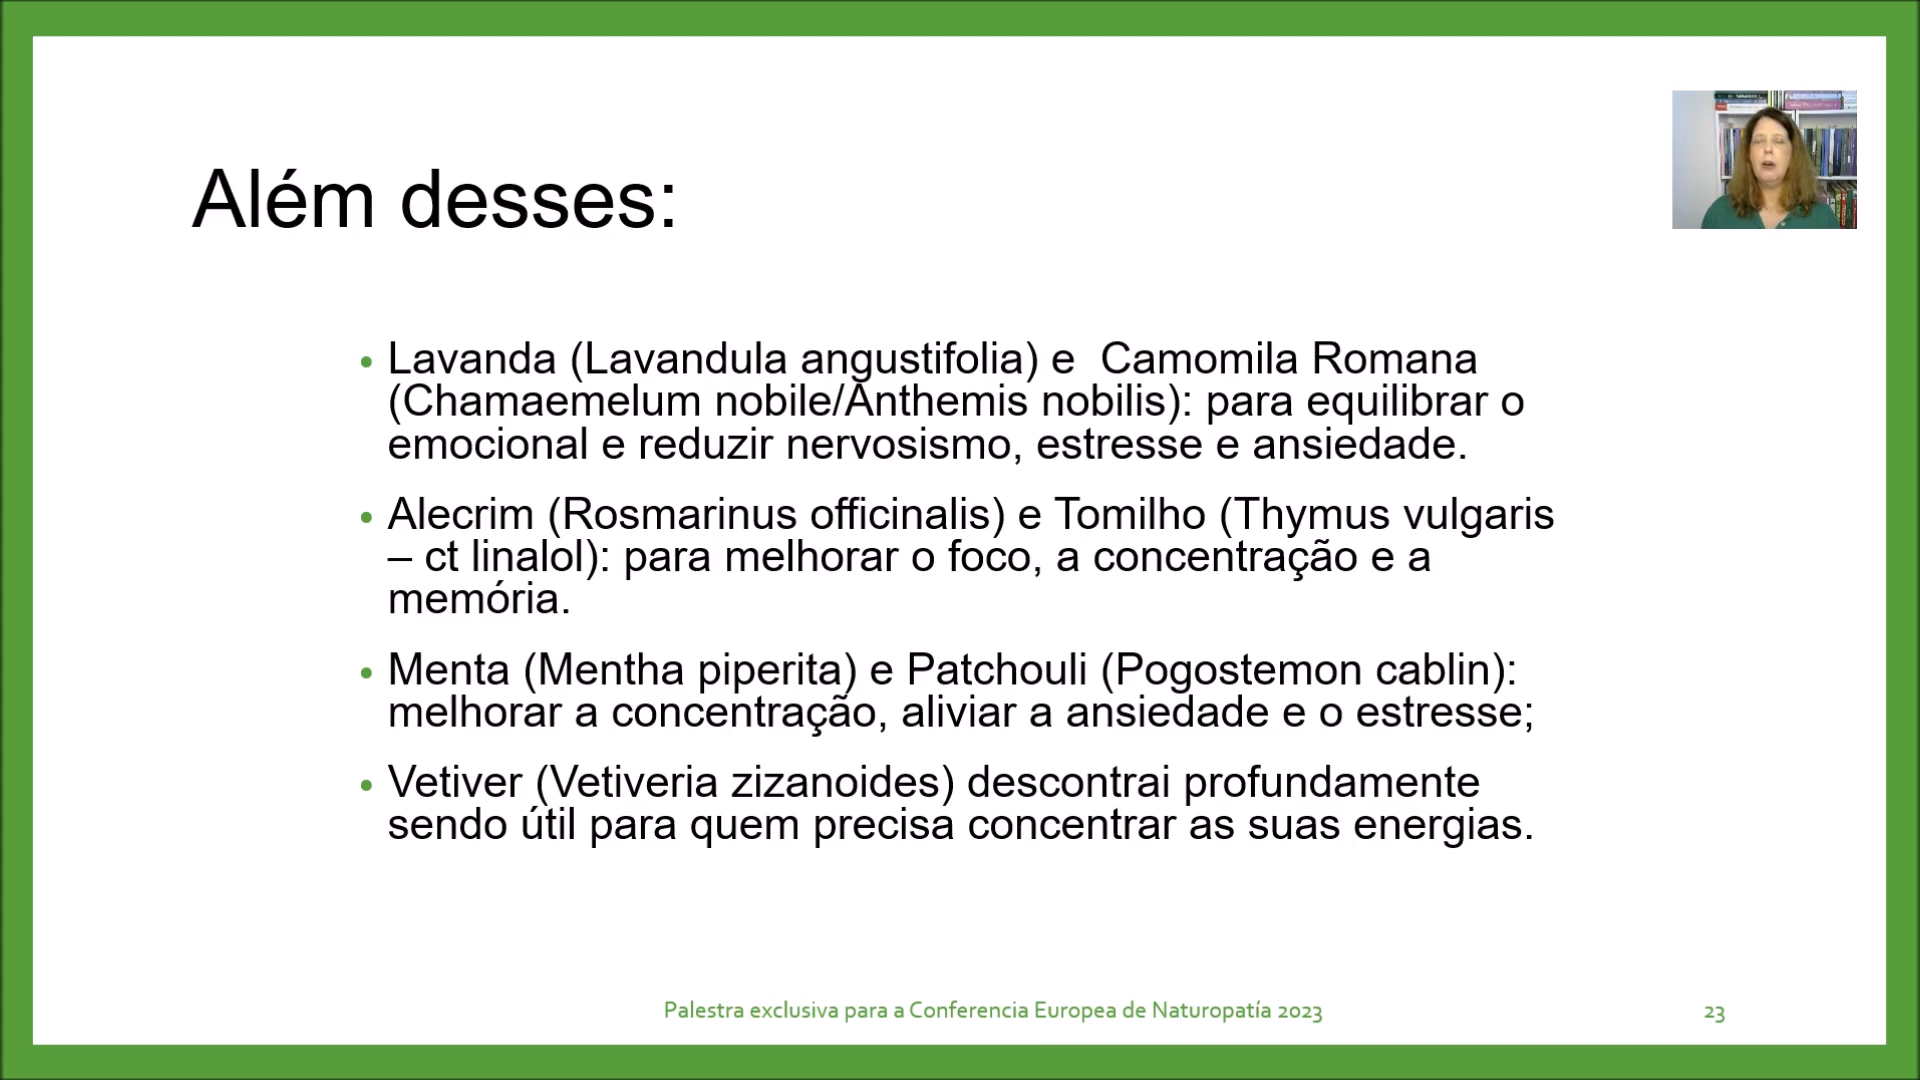 Além desses:
• Lavanda (Lavandula angustifolia) e  Camomila Romana
(Chamaemelum nobile/Anthemis nobilis): para equilibrar o
emocional e reduzir nervosismo, estresse e ansiedade.
• Alecrim (Rosmarinus officinalis) e Tomilho (Thymus vulgaris
– ct linalol): para melhorar o foco, a concentração e a
memória.
• Menta (Mentha piperita) e Patchouli (Pogostemon cablin):
melhorar a concentração, aliviar a ansiedade e o estresse;
• Vetiver (Vetiveria zizanoides) descontrai profundamente
sendo útil para quem precisa concentrar as suas energias.
Palestra exclusiva para a Conferencia Europea de Naturopatía 2023
23